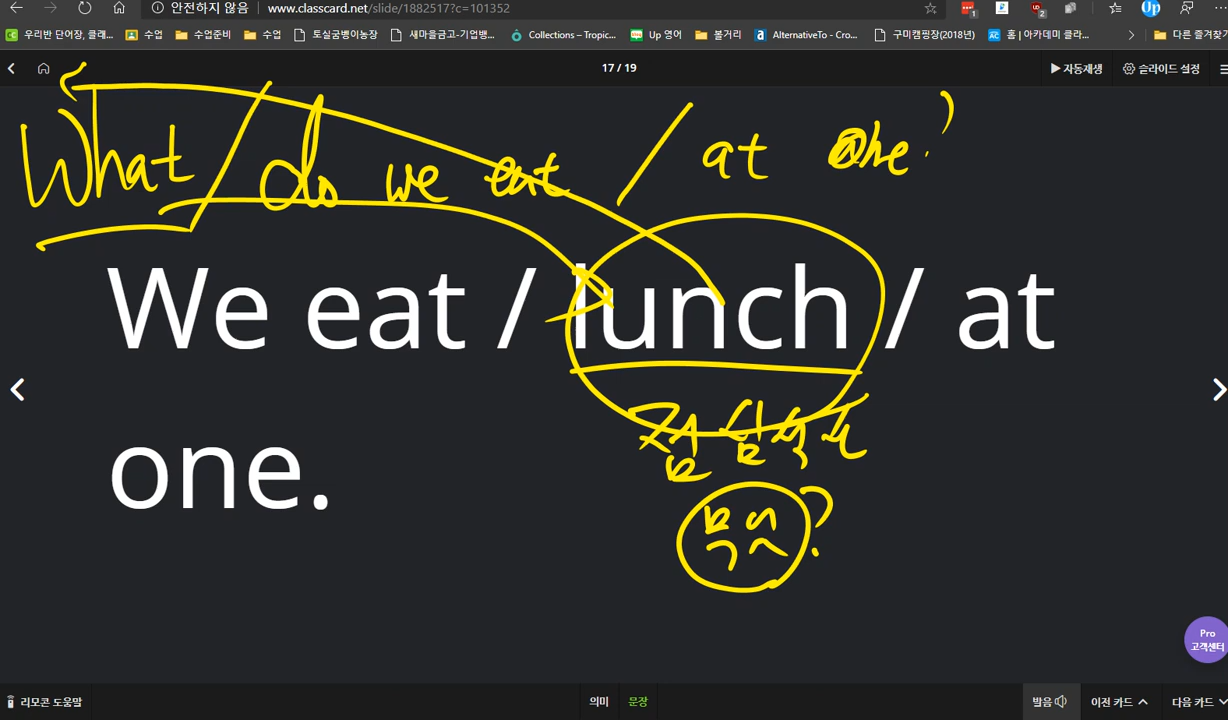 안전하지 않음 | www.classcard.net/slide/1882517?c=101352
우리반 단어장, 클래... 수업 수업준비 수업 토실궁뱅이농장 새마을금고-기업뱅... Collections – Tropic... Up 영어 볼거리 AlternativeTo - Cro... 구미캠핑장(2018년) 홈 | 아카데미 클라... 다른 즐겨찾기
17 / 19 자동재생 슬라이드 설정
What / do we eat / at one?
We eat / lunch / at
one.
점심식사
무엇?
Pro
고객센터
리모콘 도움말 의미 문장 발음 이전 카드 다음 카드